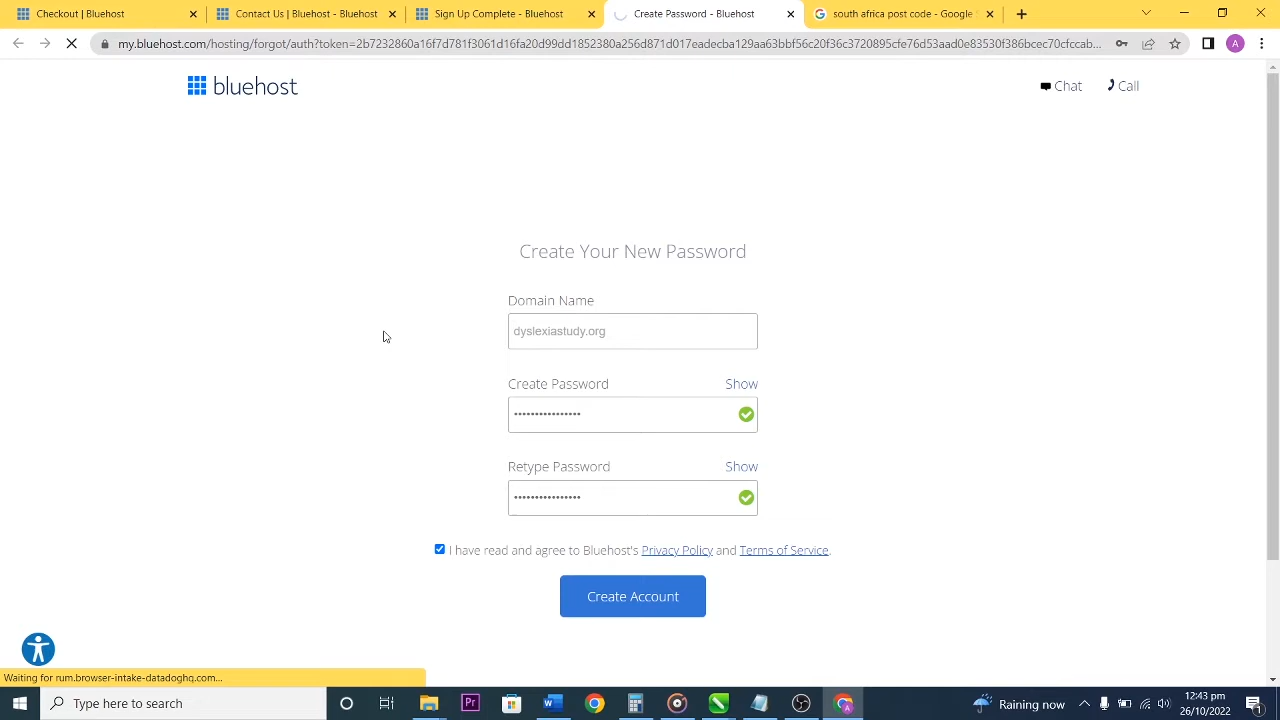 Checkout | Bluehost
Contact Us | Bluehost - Bluehost
Sign Up Complete - Bluehost
Create Password - Bluehost
south africa post code - Google
my.bluehost.com/hosting/forgot/auth?token=2b7232860a16f7d781f3061d16fa20d99dd1852380a256d871d017eadecba129aa63bbf56c20f36c3720895cfe76d53aad0e83530f386bcec70cfccab...
A
bluehost
Chat
Call
Create Your New Password
Domain Name
dyslexiastudy.org
Create Password
Show
Retype Password
Show
I have read and agree to Bluehost's Privacy Policy and Terms of Service.
Create Account
Waiting for rum.browser-intake-datadoghq.com...
Type here to search
Pr
Raining now
12:43 pm
26/10/2022